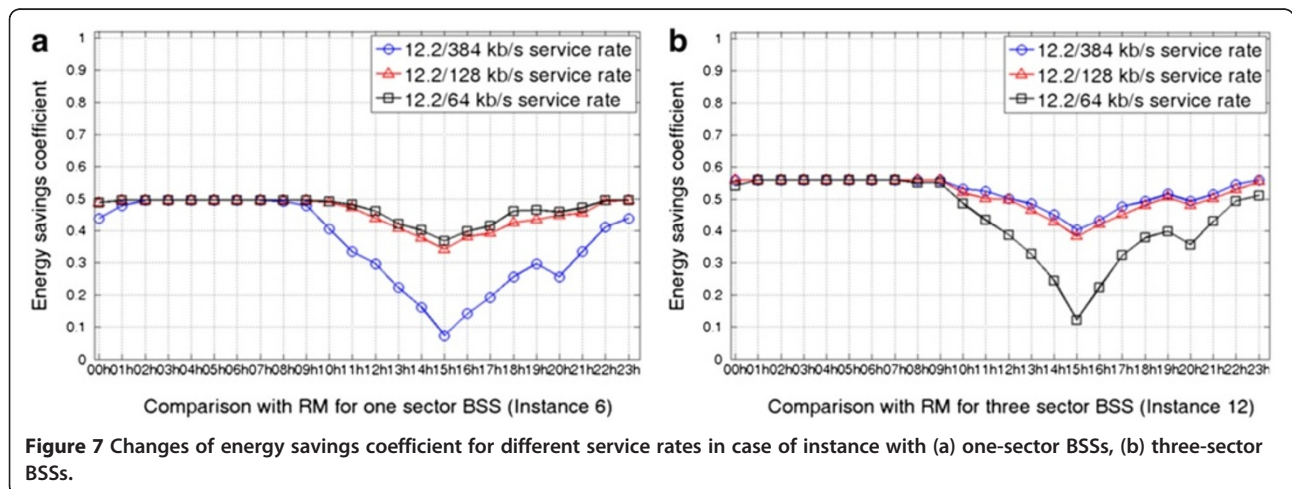 a
1
0.9
0.8
0.7
0.6
0.5
0.4
0.3
0.2
0.1
0
Energy savings coefficient
12.2/384 kb/s service rate
12.2/128 kb/s service rate
12.2/64 kb/s service rate
00h01h02h03h04h05h06h07h08h09h10h11h12h13h14h15h16h17h18h19h20h21h22h23h
Comparison with RM for one sector BSS (Instance 6)
b
1
0.9
0.8
0.7
0.6
0.5
0.4
0.3
0.2
0.1
0
Energy savings coefficient
12.2/384 kb/s service rate
12.2/128 kb/s service rate
12.2/64 kb/s service rate
00h01h02h03h04h05h06h07h08h09h10h11h12h13h14h15h16h17h18h19h20h21h22h23h
Comparison with RM for three sector BSS (Instance 12)
Figure 7 Changes of energy savings coefficient for different service rates in case of instance with (a) one-sector BSSs, (b) three-sector
BSSs.